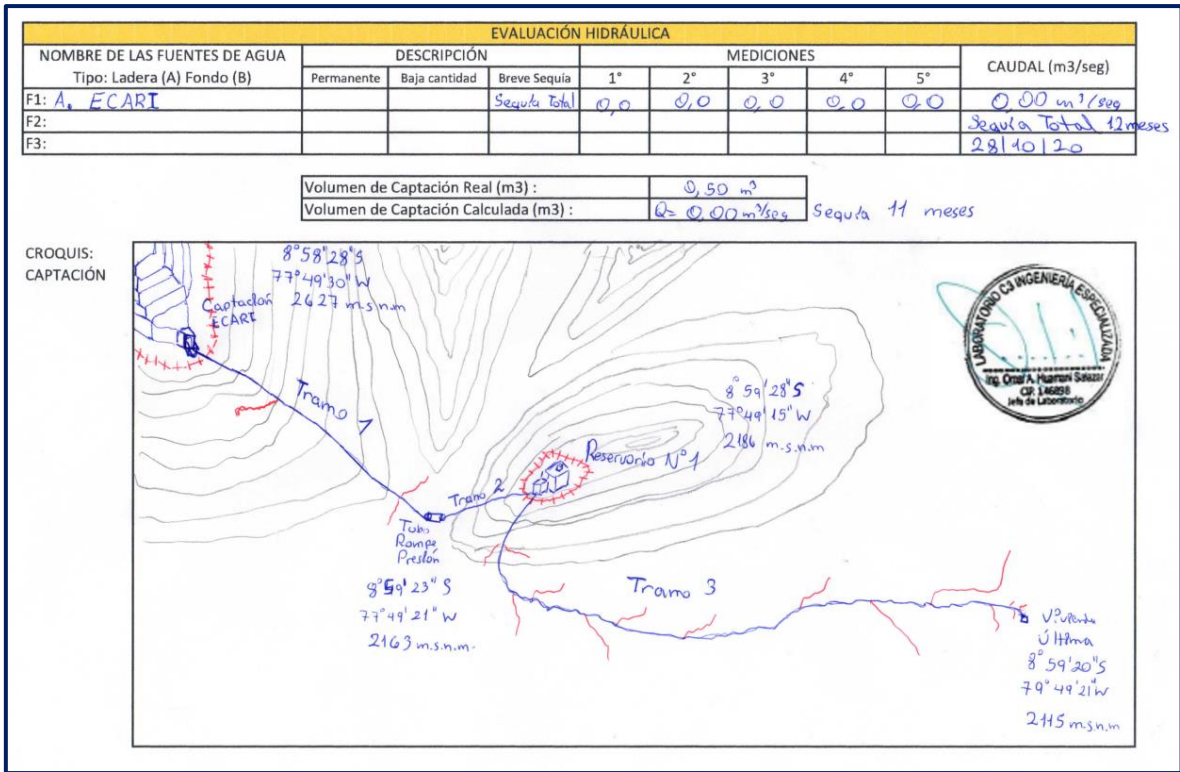 EVALUACIÓN HIDRÁULICA
NOMBRE DE LAS FUENTES DE AGUA DESCRIPCIÓN MEDICIONES CAUDAL (m3/seg)
Tipo: Ladera (A) Fondo (B) Permanente Baja cantidad Breve Sequía 1° 2° 3° 4° 5°
F1: A. ECARI Sequía Total 0,0 0,0 0,0 0,0 0,0 0,00 m³/seg
F2: Sequía Total 12 meses
F3: 28/10/20
Volumen de Captación Real (m3) : 0,50 m³
Volumen de Captación Calculada (m3) : Q= 0,00 m³/seg Sequía 11 meses
CROQUIS:
CAPTACIÓN
8°58'28"S
77°49'30"W
2627 m.s.n.m
Captación
ECARI
Tramo 1
Tramo 2
Tubo
Rompe
Presión
8°59'23" S
77°49'21" W
2163 m.s.n.m.
Reservorio N°1
8°59'28"S
77°49'15"W
2186 m.s.n.m
Tramo 3
Vivienda
Última
8°59'20"S
79°49'21"W
2115 m.s.n.m
LABORATORIO C3 INGENIERÍA ESPECIALIZADA
Ing. Omar A. Huamani Salazar
CIP. 146898
Jefe de Laboratorio